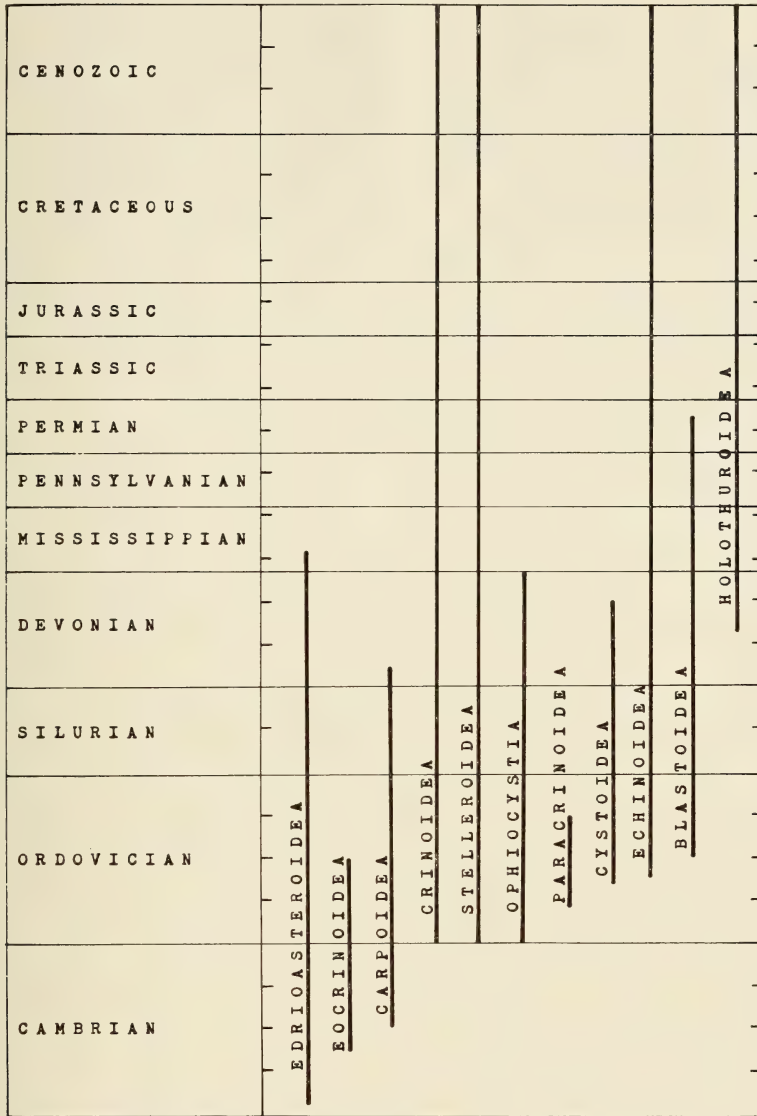 CENOZOIC
CRETACEOUS
JURASSIC
TRIASSIC
PERMIAN
PENNSYLVANIAN
MISSISSIPPIAN
DEVONIAN
SILURIAN
ORDOVICIAN
CAMBRIAN
EDRIOASTEROIDEA
EOCRINOIDEA
CARPOIDEA
CRINOIDEA
STELLEROIDEA
OPHIOCYSTIA
PARACRINOIDEA
CYSTOIDEA
ECHINOIDEA
BLASTOIDEA
HOLOTHUROIDEA